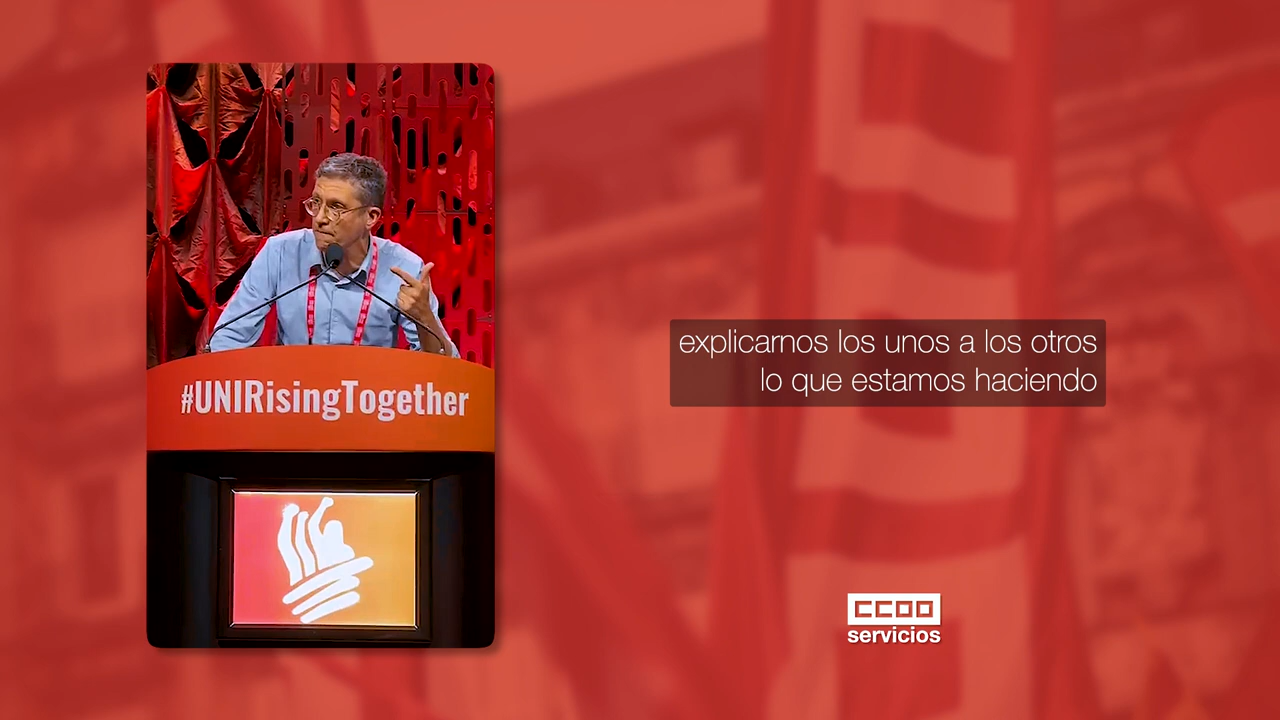 #UNIRisingTogether
explicarnos los unos a los otros
lo que estamos haciendo
CCOO
servicios